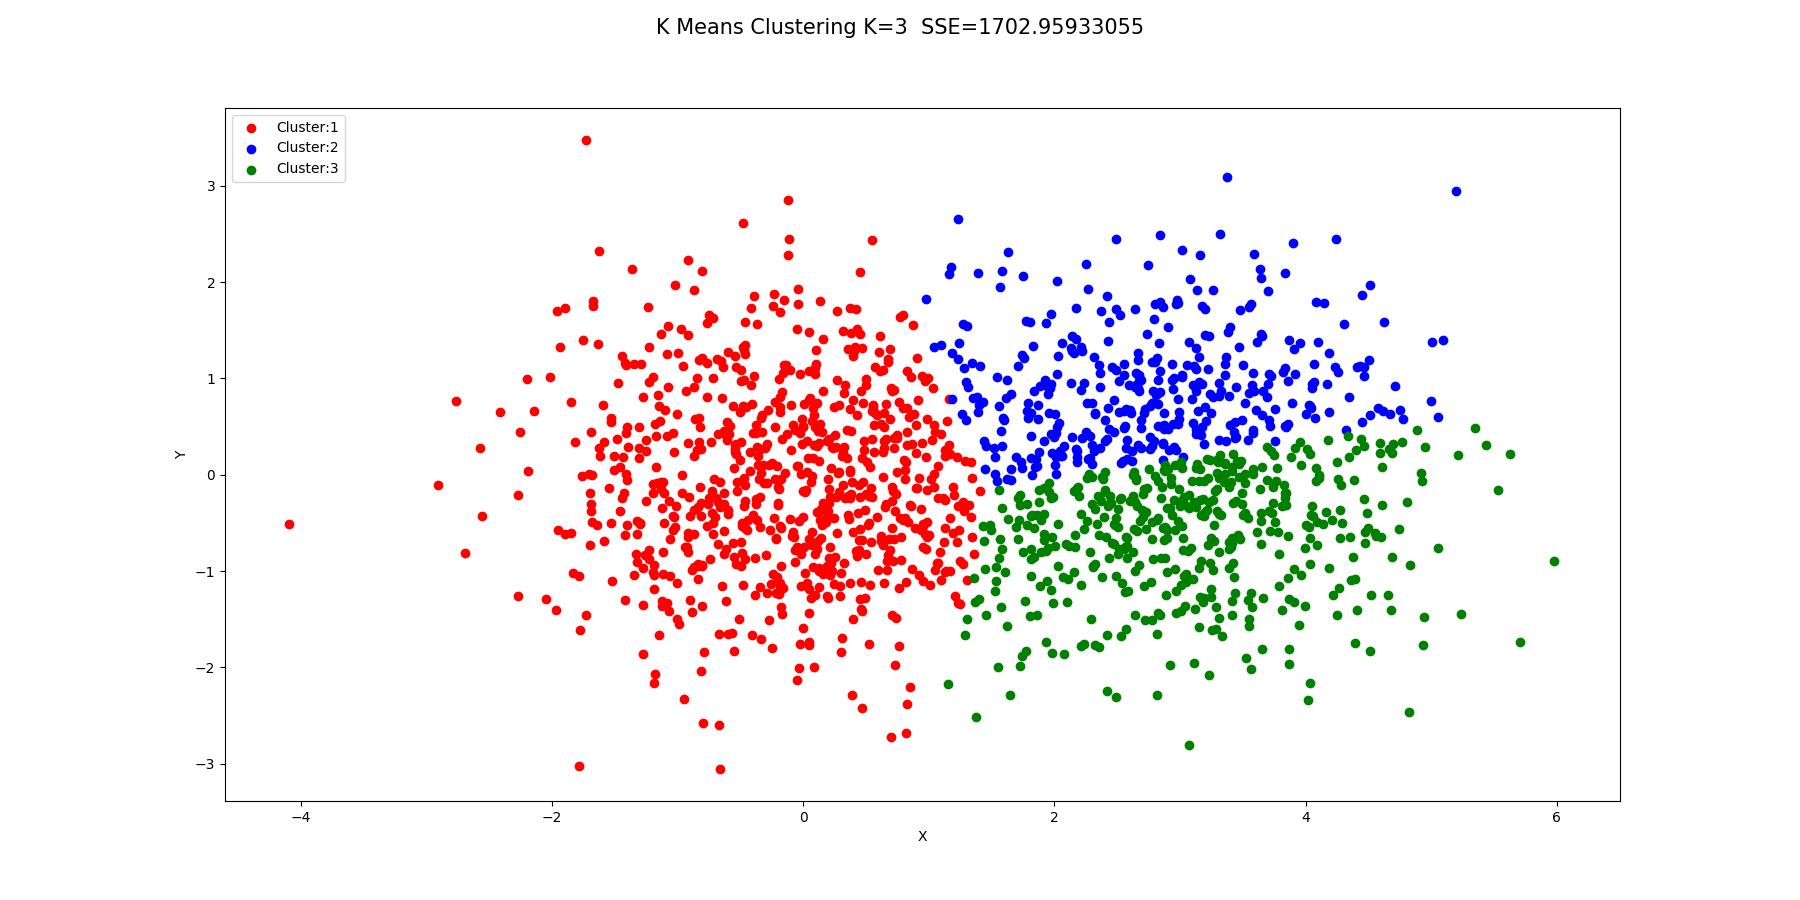 K Means Clustering K=3  SSE=1702.95933055
Cluster:1
Cluster:2
Cluster:3
3
2
1
0
−1
−2
−3
Y
−4 −2 0 2 4 6
X